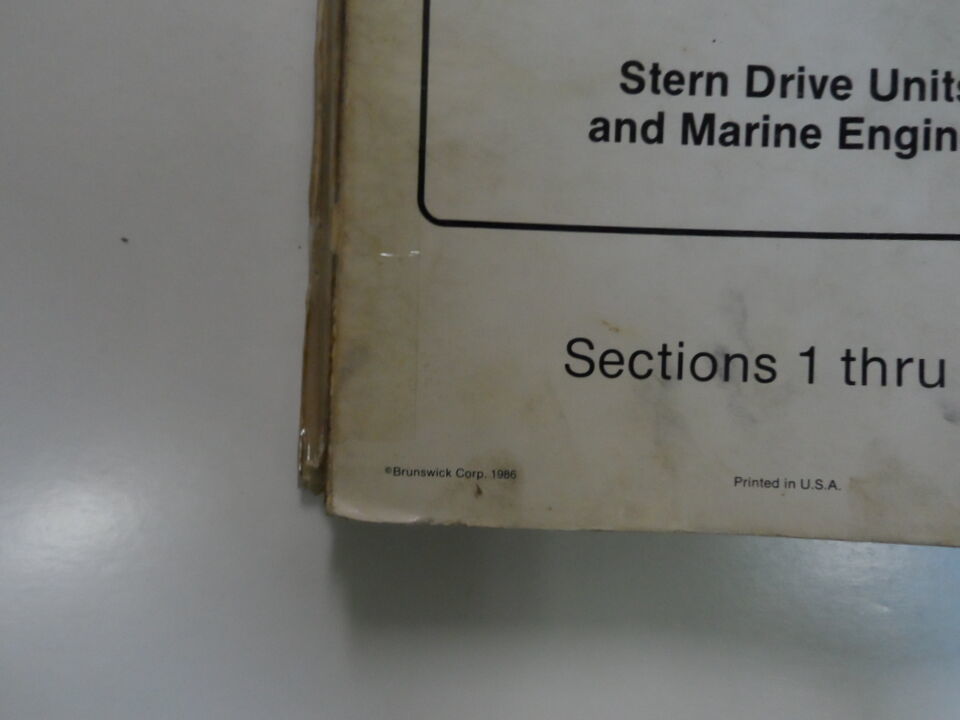 Stern Drive Units
and Marine Engin
Sections 1 thru
©Brunswick Corp. 1986
Printed in U.S.A.